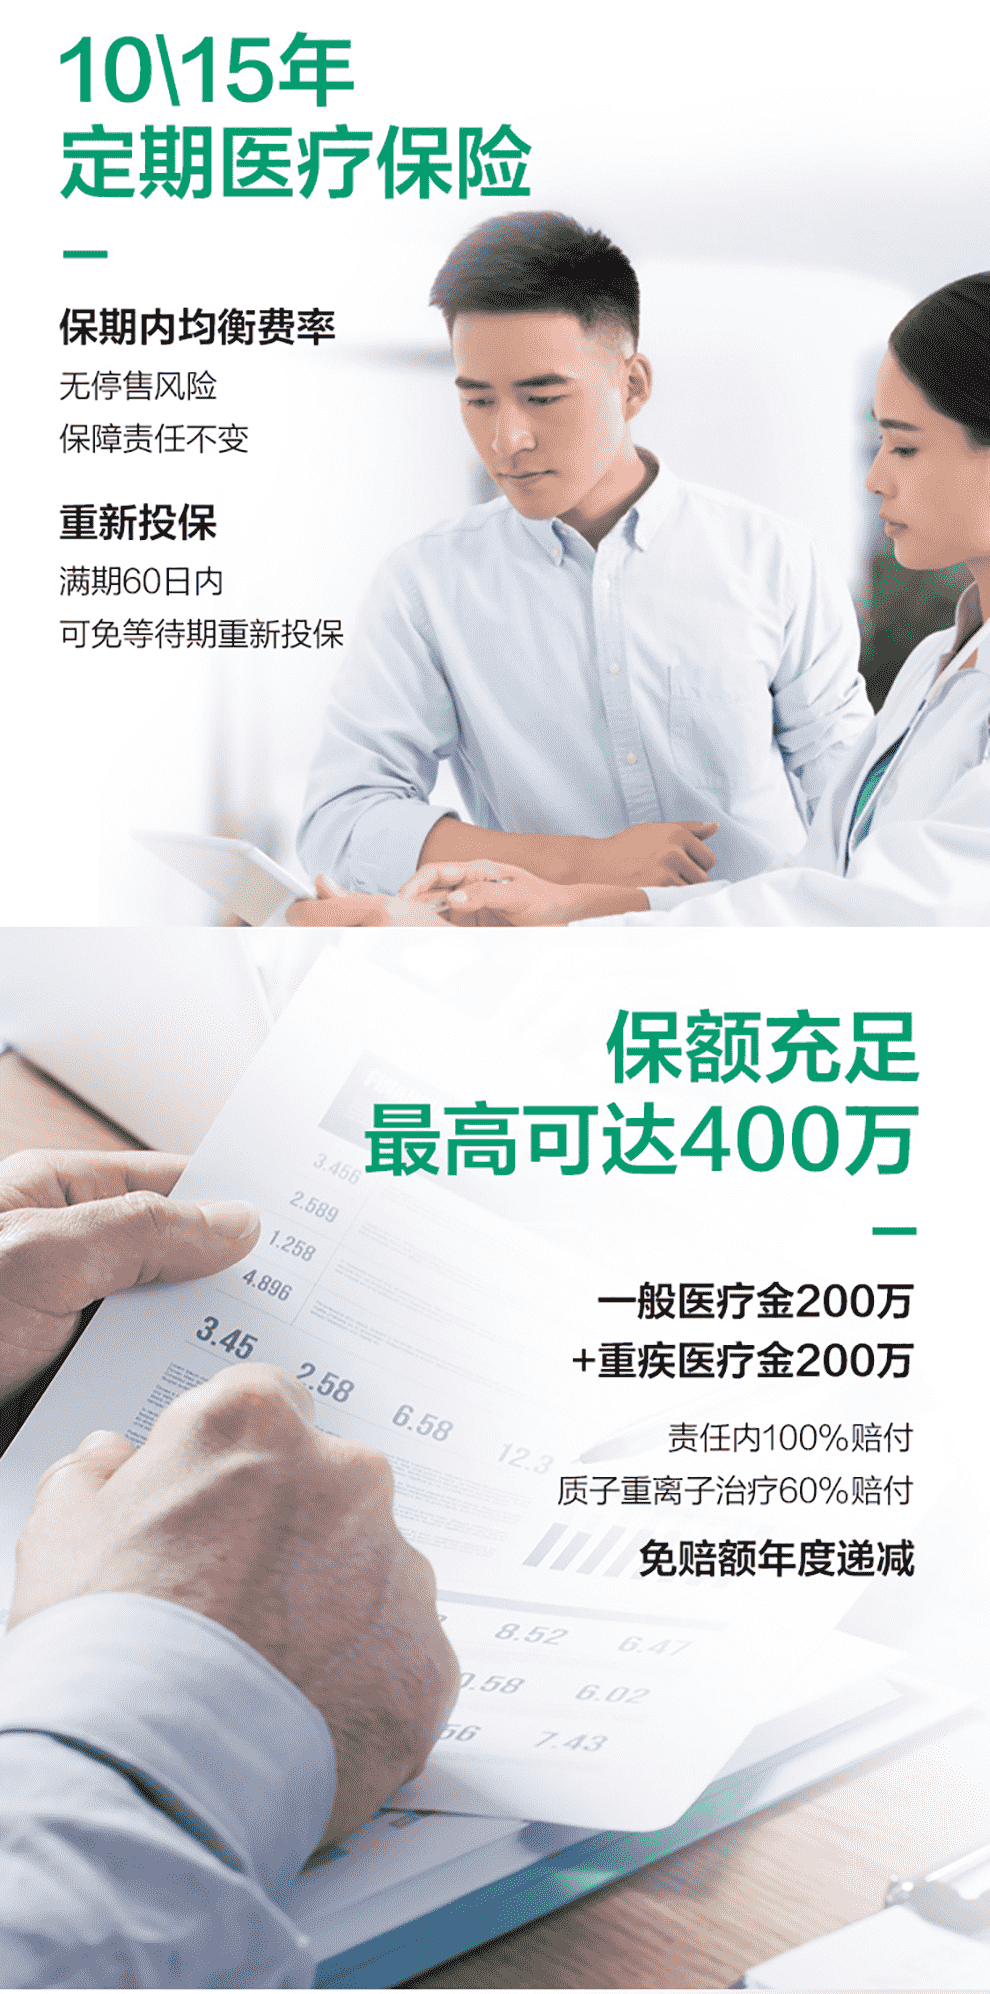 10\15年
定期医疗保险
保期内均衡费率
无停售风险
保障责任不变
重新投保
满期60日内
可免等待期重新投保
保额充足
最高可达400万
一般医疗金200万
+重疾医疗金200万
责任内100%赔付
质子重离子治疗60%赔付
免赔额年度递减
3.456
2.589
1.258
4.896
3.45
2.58
6.58
12.3
8.52
6.47
0.58
6.02
56
7.43